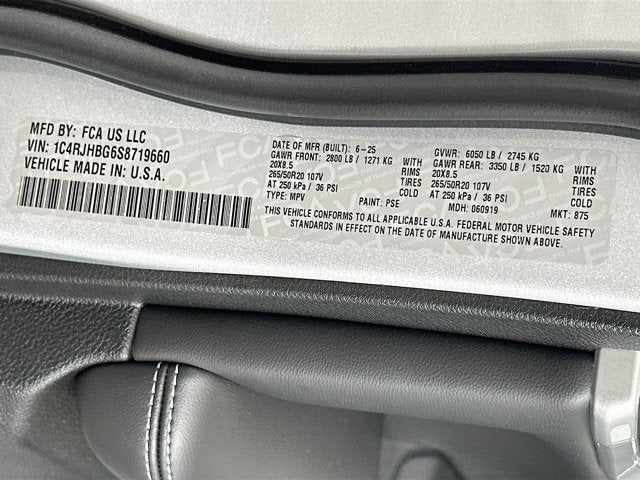 MFD BY: FCA US LLC
VIN: 1C4RJHBG6S8719660
VEHICLE MADE IN: U.S.A.
DATE OF MFR (BUILT): 6-25
GAWR FRONT: 2800 LB / 1271 KG WITH
20X8.5 RIMS
265/50R20 107V TIRES
AT 250 kPa / 36 PSI COLD
TYPE: MPV
PAINT: PSE
GVWR: 6050 LB / 2745 KG
GAWR REAR: 3350 LB / 1520 KG WITH
20X8.5 RIMS
265/50R20 107V TIRES
AT 250 kPa / 36 PSI COLD
MDH: 060919
MKT: 875
THIS VEHICLE CONFORMS TO ALL APPLICABLE U.S.A. FEDERAL MOTOR VEHICLE SAFETY
STANDARDS IN EFFECT ON THE DATE OF MANUFACTURE SHOWN ABOVE.